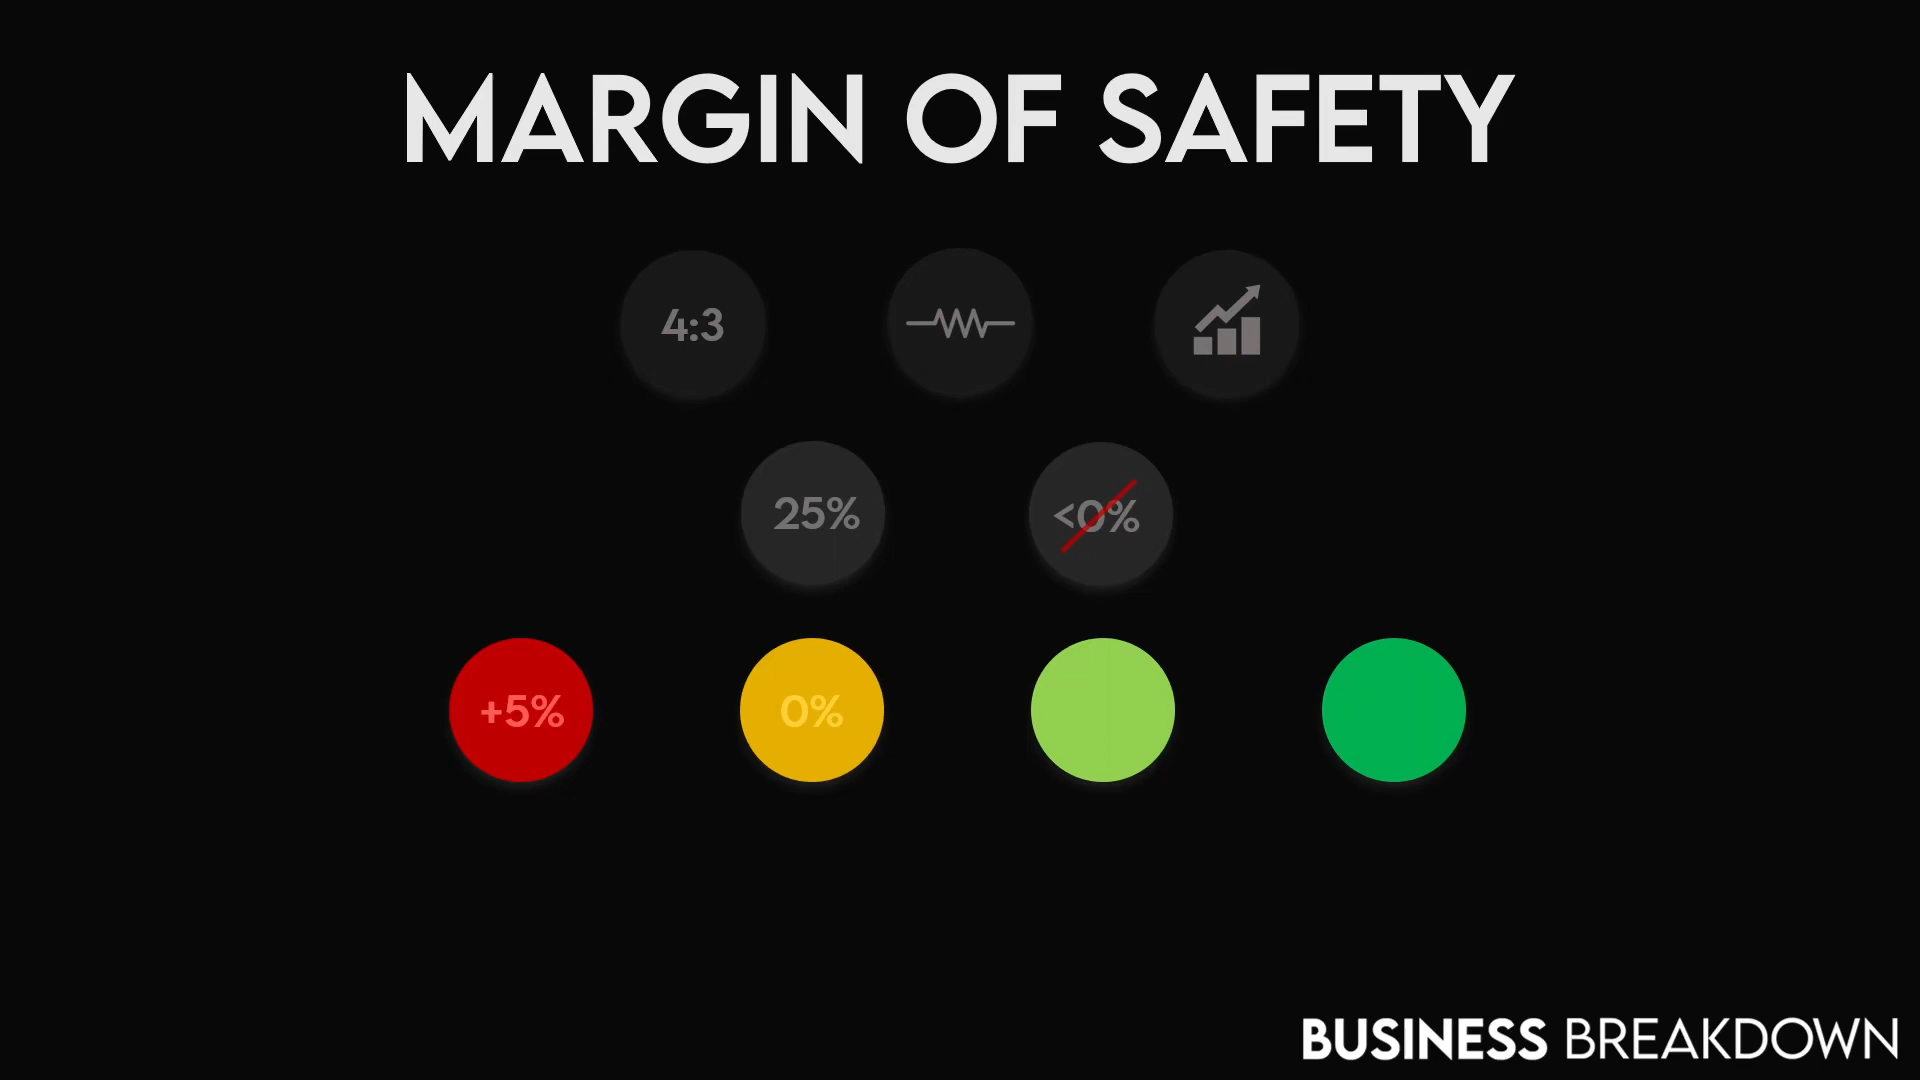 MARGIN OF SAFETY
4:3
25%
<0%
+5%
0%
BUSINESS BREAKDOWN